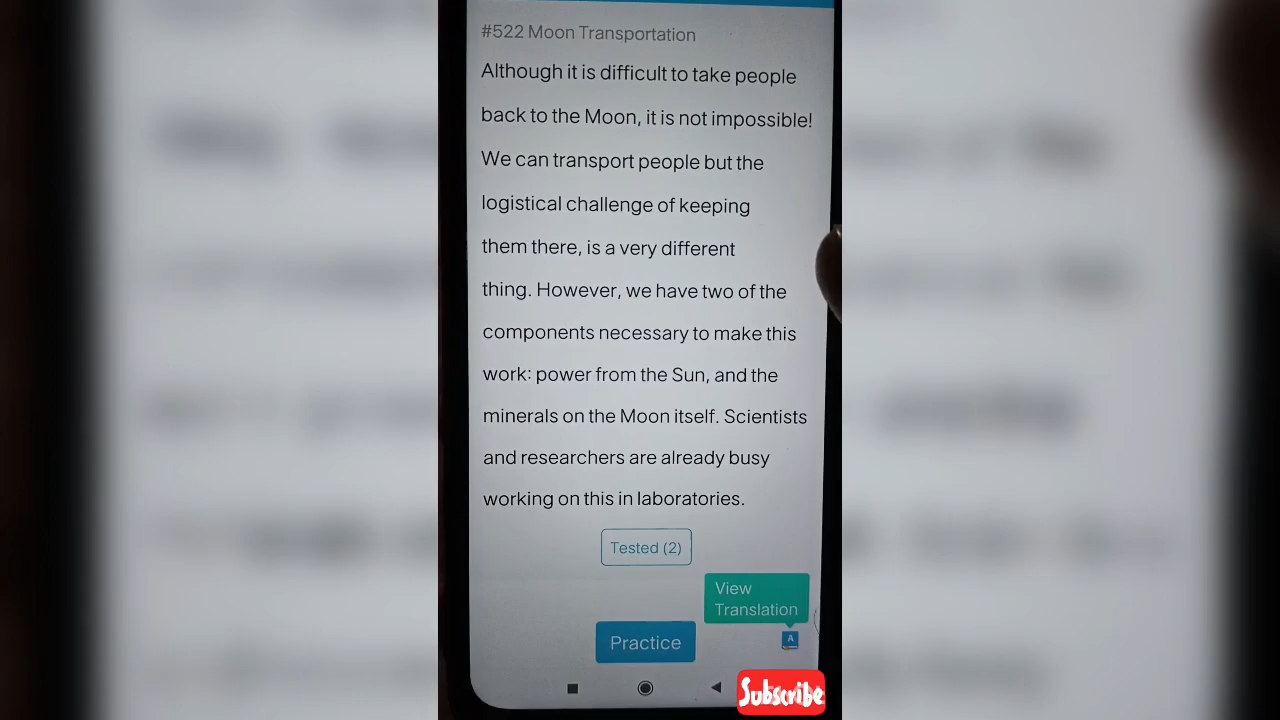 #522 Moon Transportation
Although it is difficult to take people
back to the Moon, it is not impossible!
We can transport people but the
logistical challenge of keeping
them there, is a very different
thing. However, we have two of the
components necessary to make this
work: power from the Sun, and the
minerals on the Moon itself. Scientists
and researchers are already busy
working on this in laboratories.
Tested (2)
View
Translation
Practice
A
Subscribe